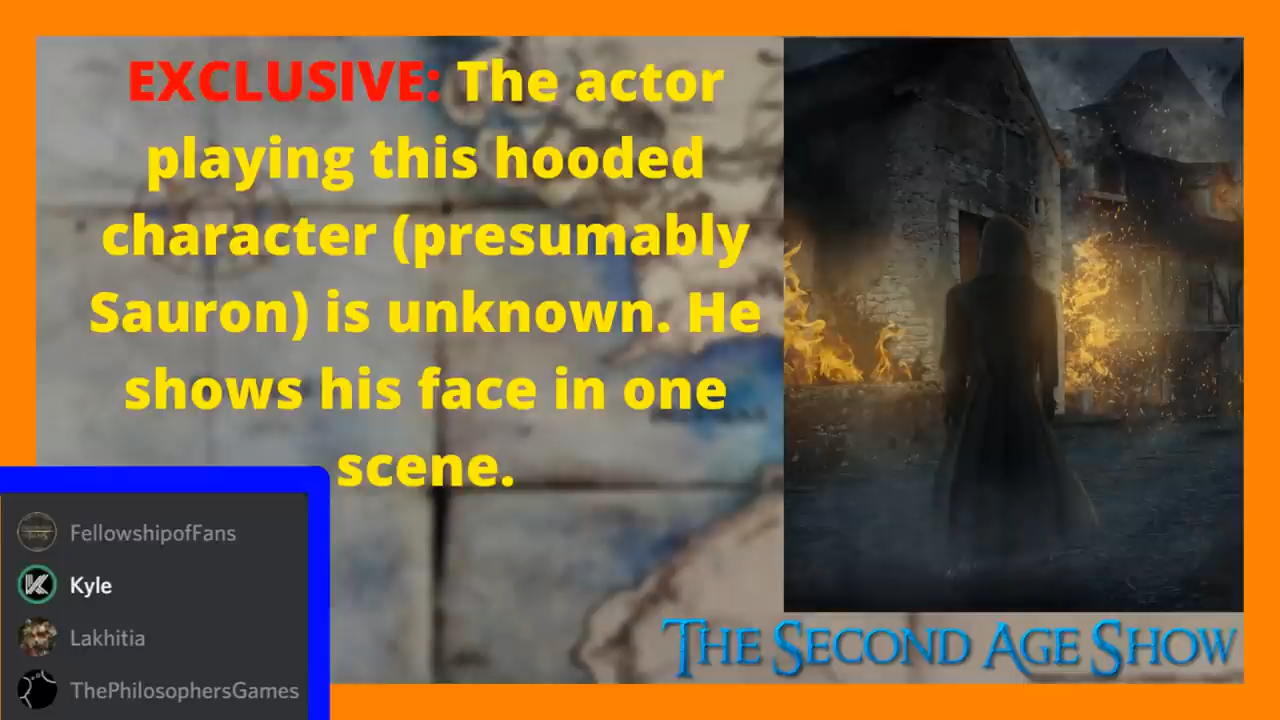 EXCLUSIVE: The actor
playing this hooded
character (presumably
Sauron) is unknown. He
shows his face in one
scene.
FellowshipofFans
Kyle
Lakhitia
ThePhilosophersGames
THE SECOND AGE SHOW